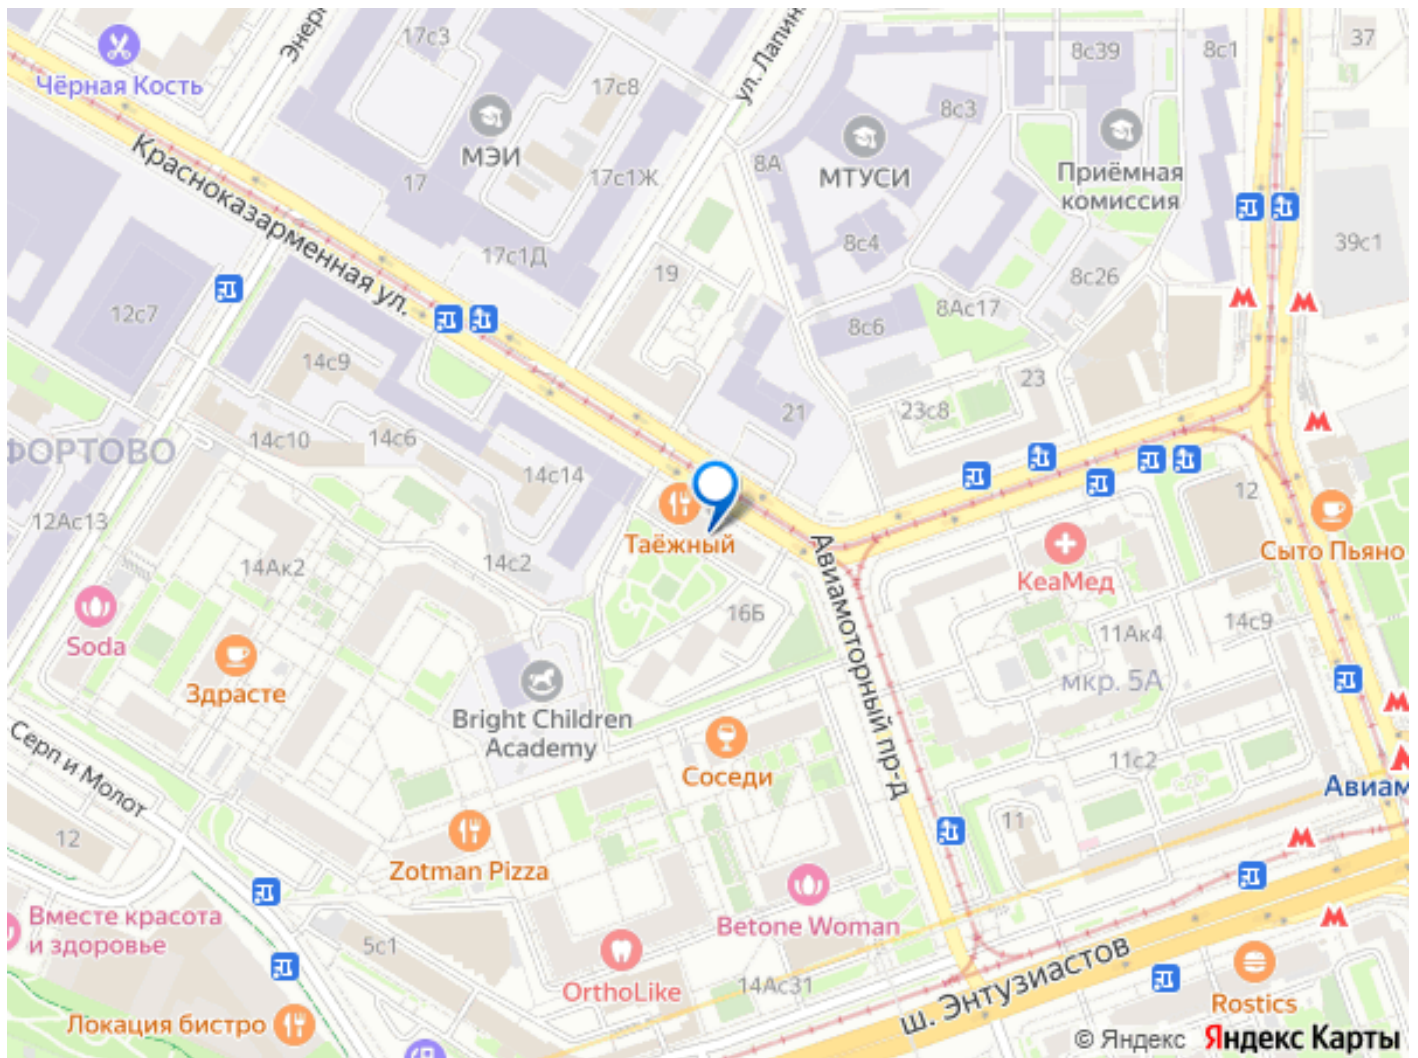 Энер
17с3
ул. Лапин
8с39
8с1
37
Чёрная Кость
17с8
8с3
МЭИ
МТУСИ
Приёмная
комиссия
8А
17
17с1Ж
Красноказарменная ул.
17с1Д
19
8с4
39с1
8с26
12с7
8Ас17
8с6
14с9
23
21
23с8
14с10
14с6
ФОРТОВО
14с14
12
12Ас13
Таёжный
Сыто Пьяно
14Ак2
14с2
КеаМед
16Б
Авиамоторный пр-д
11Ак4
14с9
Soda
Здрасте
мкр. 5А
Bright Children
Academy
Серп и Молот
Соседи
11с2
Авиам
11
12
Zotman Pizza
Вместе красота
и здоровье
Betone Woman
5с1
OrthoLike
14Ас31
ш. Энтузиастов
Rostics
Локация бистро
© Яндекс Яндекс Карты